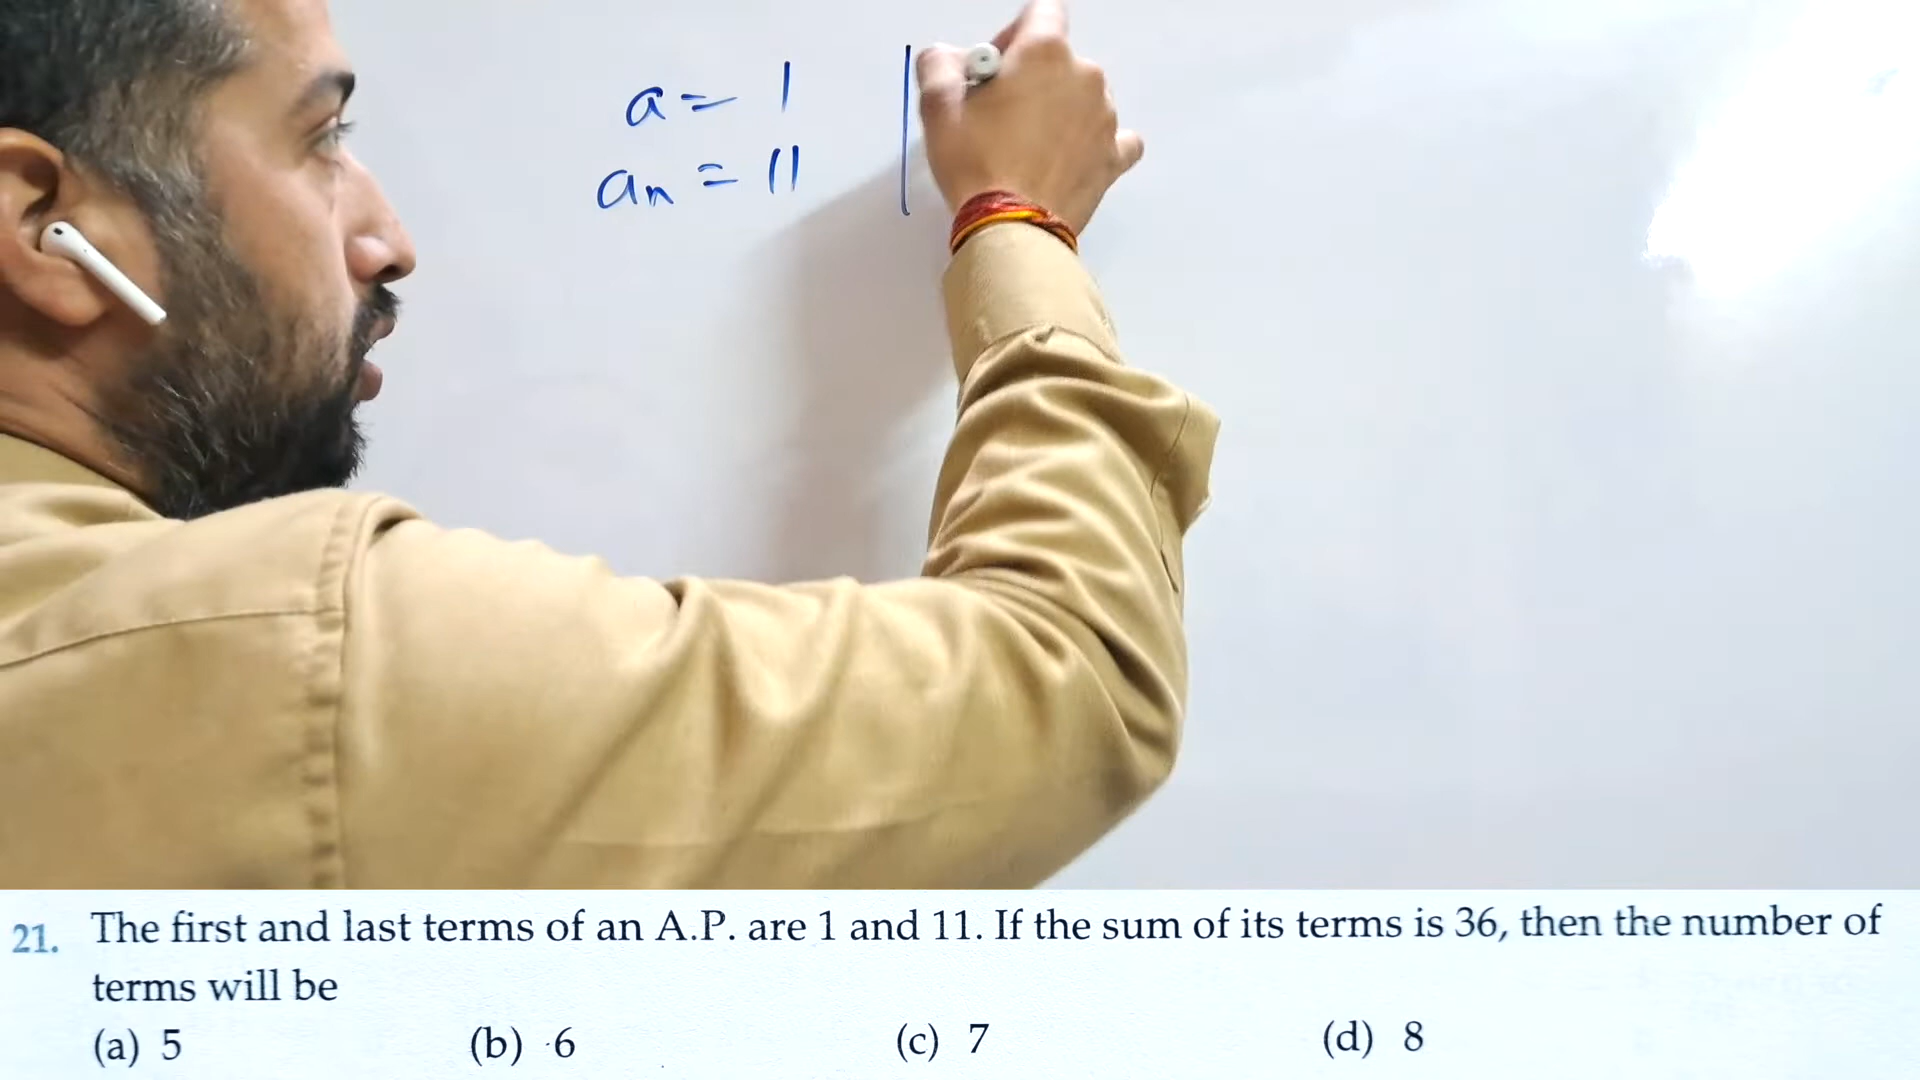 a = 1
an = 11
21. The first and last terms of an A.P. are 1 and 11. If the sum of its terms is 36, then the number of
terms will be
(a) 5 (b) 6 (c) 7 (d) 8